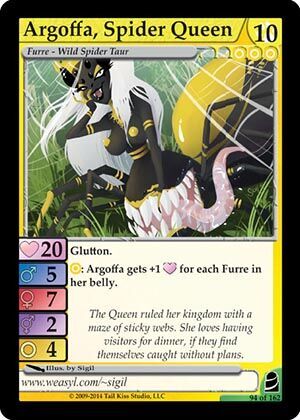 Argoffa, Spider Queen 10
Furre - Wild Spider Taur
20
5
7
2
4
Glutton.
: Argoffa gets +1 for each Furre in
her belly.
The Queen ruled her kingdom with a
maze of sticky webs. She loves having
visitors for dinner, if they find
themselves caught without plans.
Illus. by Sigil
www.weasyl.com/~sigil
© 2009-2014 Tail Kiss Studio, LLC
94 of 162